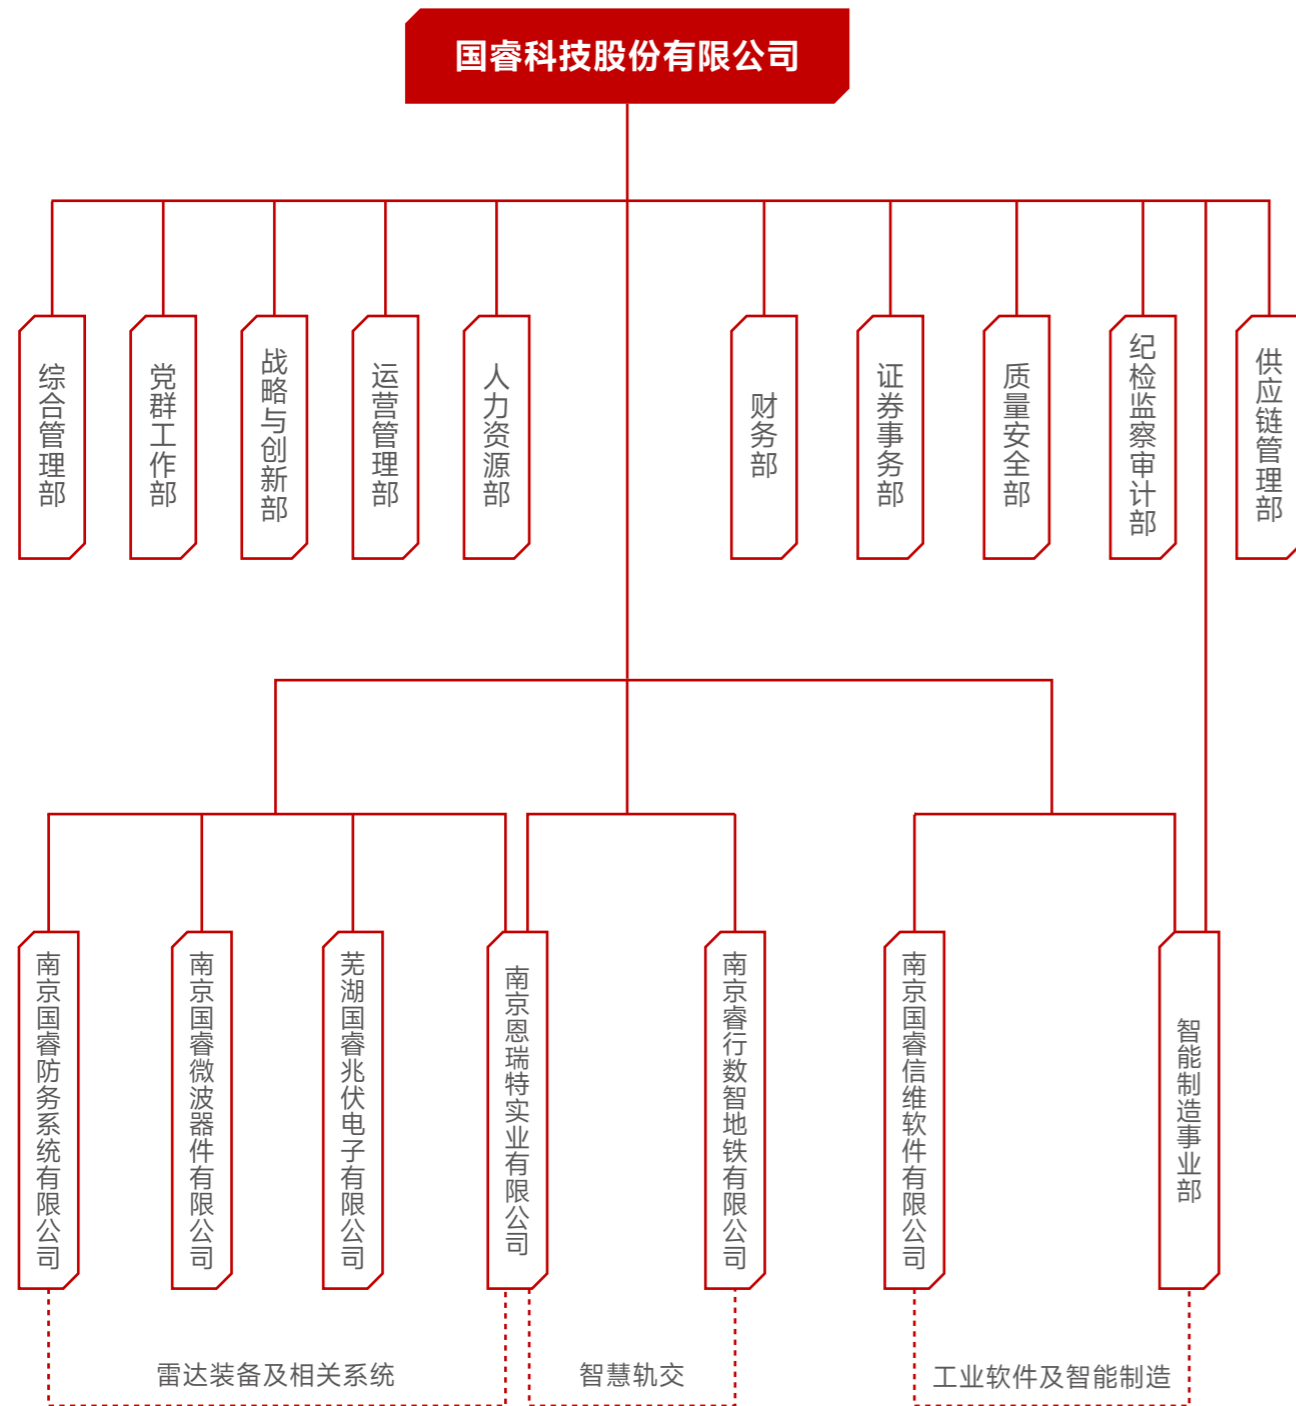 国睿科技股份有限公司
综合管理部
党群工作部
战略与创新部
运营管理部
人力资源部
财务部
证券事务部
质量安全部
纪检监察审计部
供应链管理部
南京国睿防务系统有限公司
南京国睿微波器件有限公司
芜湖国睿兆伏电子有限公司
南京恩瑞特实业有限公司
南京睿行数智地铁有限公司
南京国睿信维软件有限公司
智能制造事业部
雷达装备及相关系统
智慧轨交
工业软件及智能制造